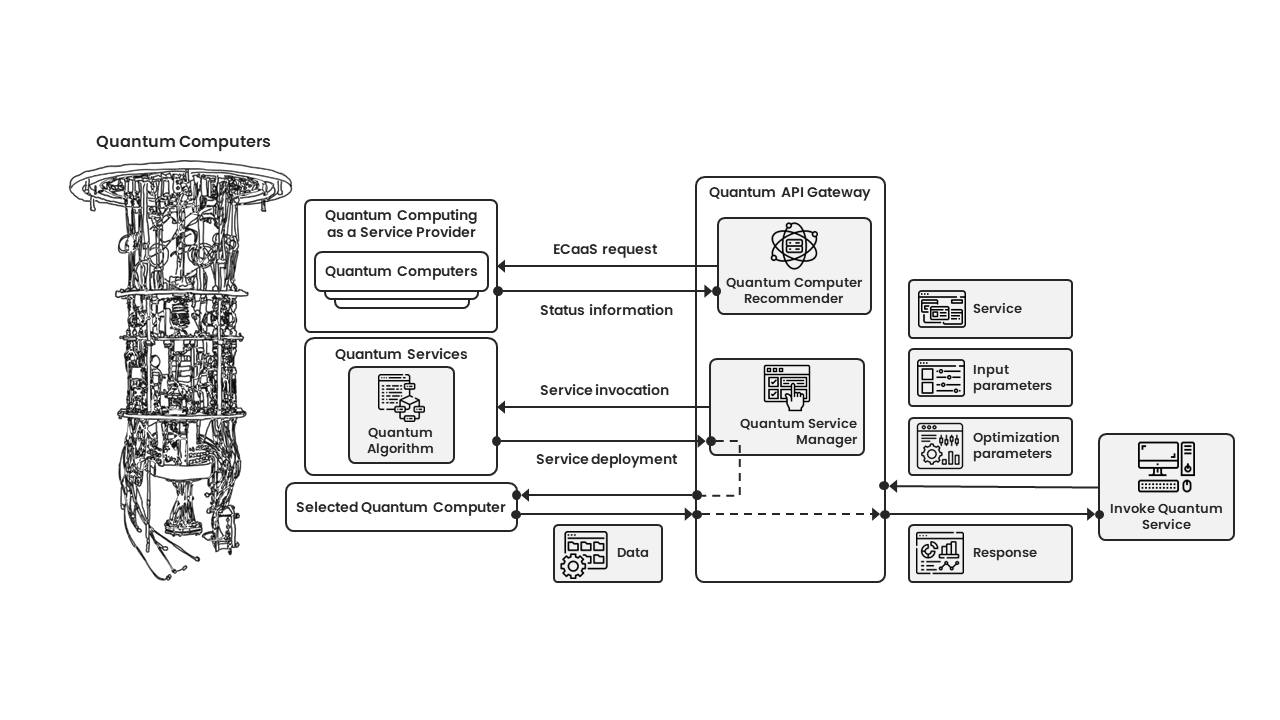 Quantum Computers
Quantum Computing
as a Service Provider
Quantum Computers
Quantum Services
Quantum
Algorithm
Selected Quantum Computer
ECaaS request
Status information
Service invocation
Service deployment
Data
Quantum API Gateway
Quantum Computer
Recommender
Quantum Service
Manager
Service
Input
parameters
Optimization
parameters
Response
Invoke Quantum
Service